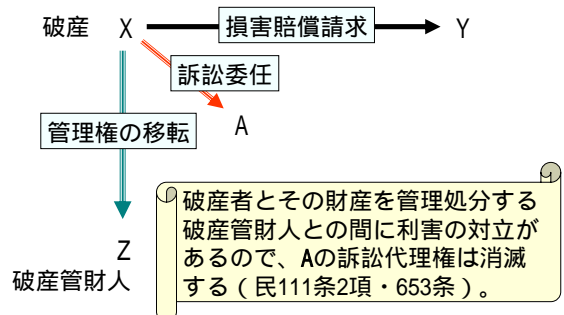 破産 X 損害賠償請求 Y
訴訟委任
管理権の移転 A
Z
破産管財人
破産者とその財産を管理処分する
破産管財人との間に利害の対立が
あるので、Aの訴訟代理権は消滅
する(民111条2項・653条)。